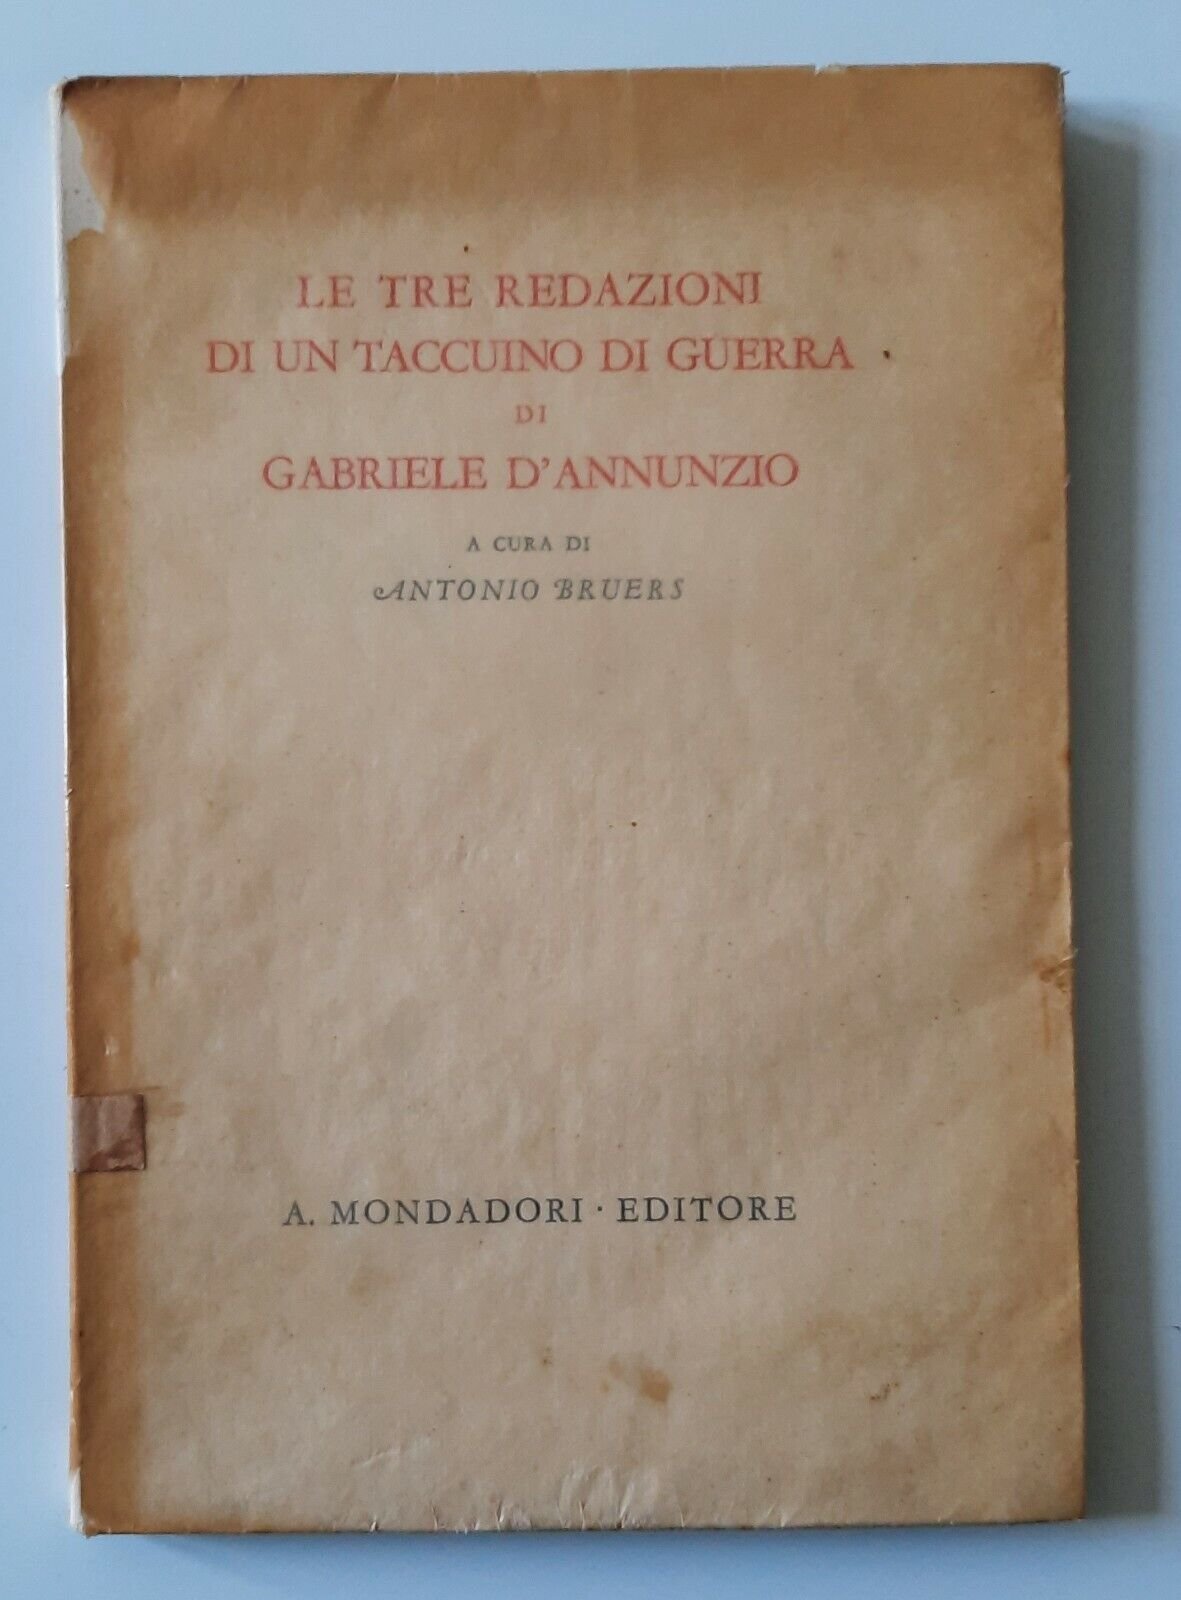 LE TRE REDAZIONI
DI UN TACCUINO DI GUERRA
DI
GABRIELE D'ANNUNZIO
A CURA DI
ANTONIO BRUERS
A. MONDADORI · EDITORE